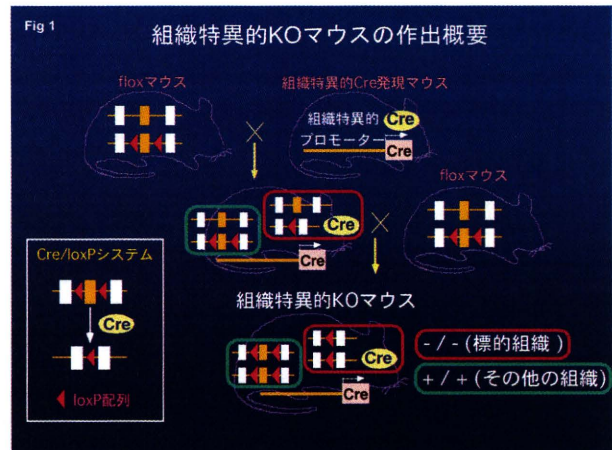 Fig 1
組織特異的KOマウスの作出概要
floxマウス
組織特異的Cre発現マウス
組織特異的
Cre
プロモーター
Cre
floxマウス
Cre
Cre
Cre/loxPシステム
Cre
loxP配列
組織特異的KOマウス
Cre
Cre
- / - (標的組織)
+ / + (その他の組織)